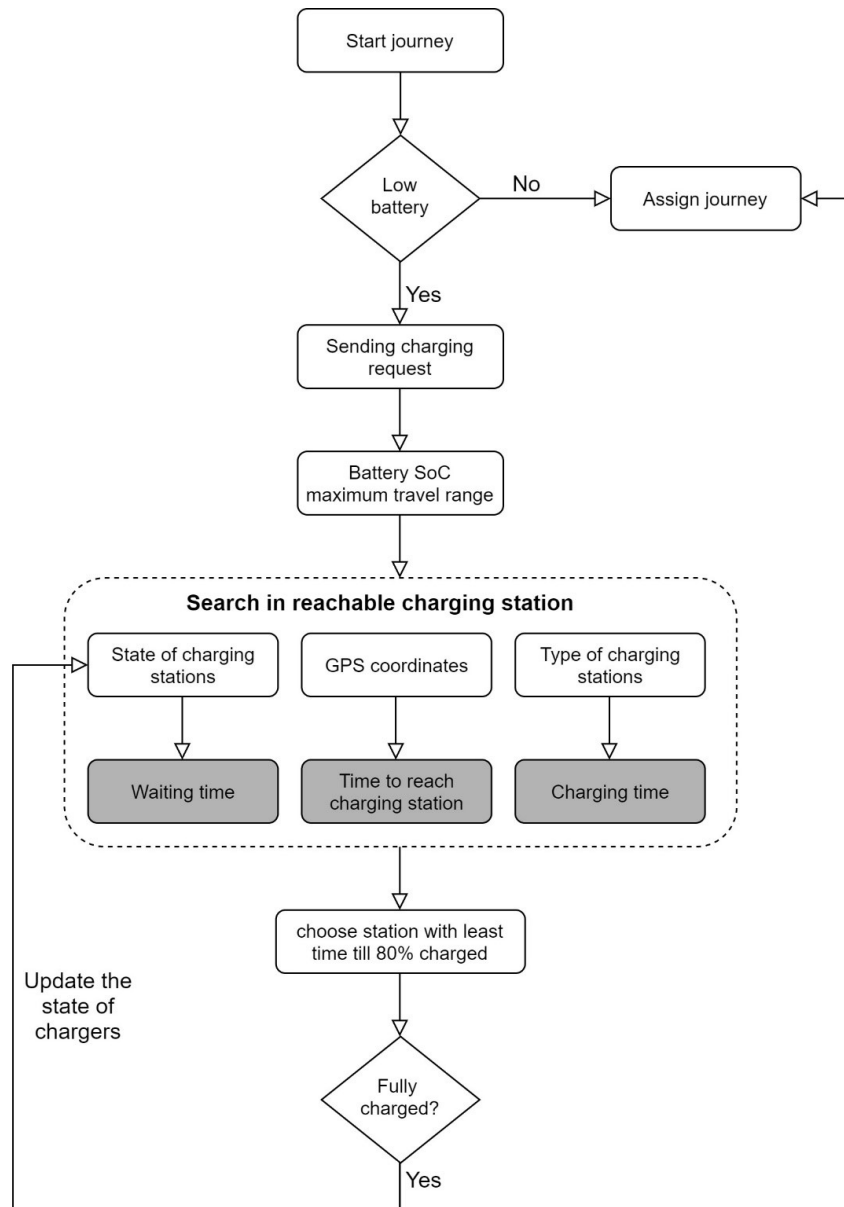 Start journey
Low
battery
No
Assign journey
Yes
Sending charging
request
Battery SoC
maximum travel range
Search in reachable charging station
State of charging
stations
GPS coordinates
Type of charging
stations
Waiting time
Time to reach
charging station
Charging time
choose station with least
time till 80% charged
Update the
state of
chargers
Fully
charged?
Yes